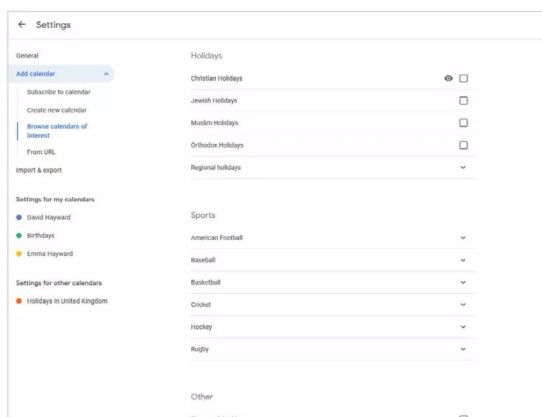 Settings
General
Add calendar
Subscribe to calendar
Create new calendar
Browse calendars of
interest
From URL
Import & export
Settings for my calendars
David Hayward
Birthdays
Emma Hayward
Settings for other calendars
Holidays in United Kingdom
Holidays
Christian Holidays
Jewish Holidays
Muslim Holidays
Orthodox Holidays
Regional holidays
Sports
American Football
Baseball
Basketball
Cricket
Hockey
Rugby
Other